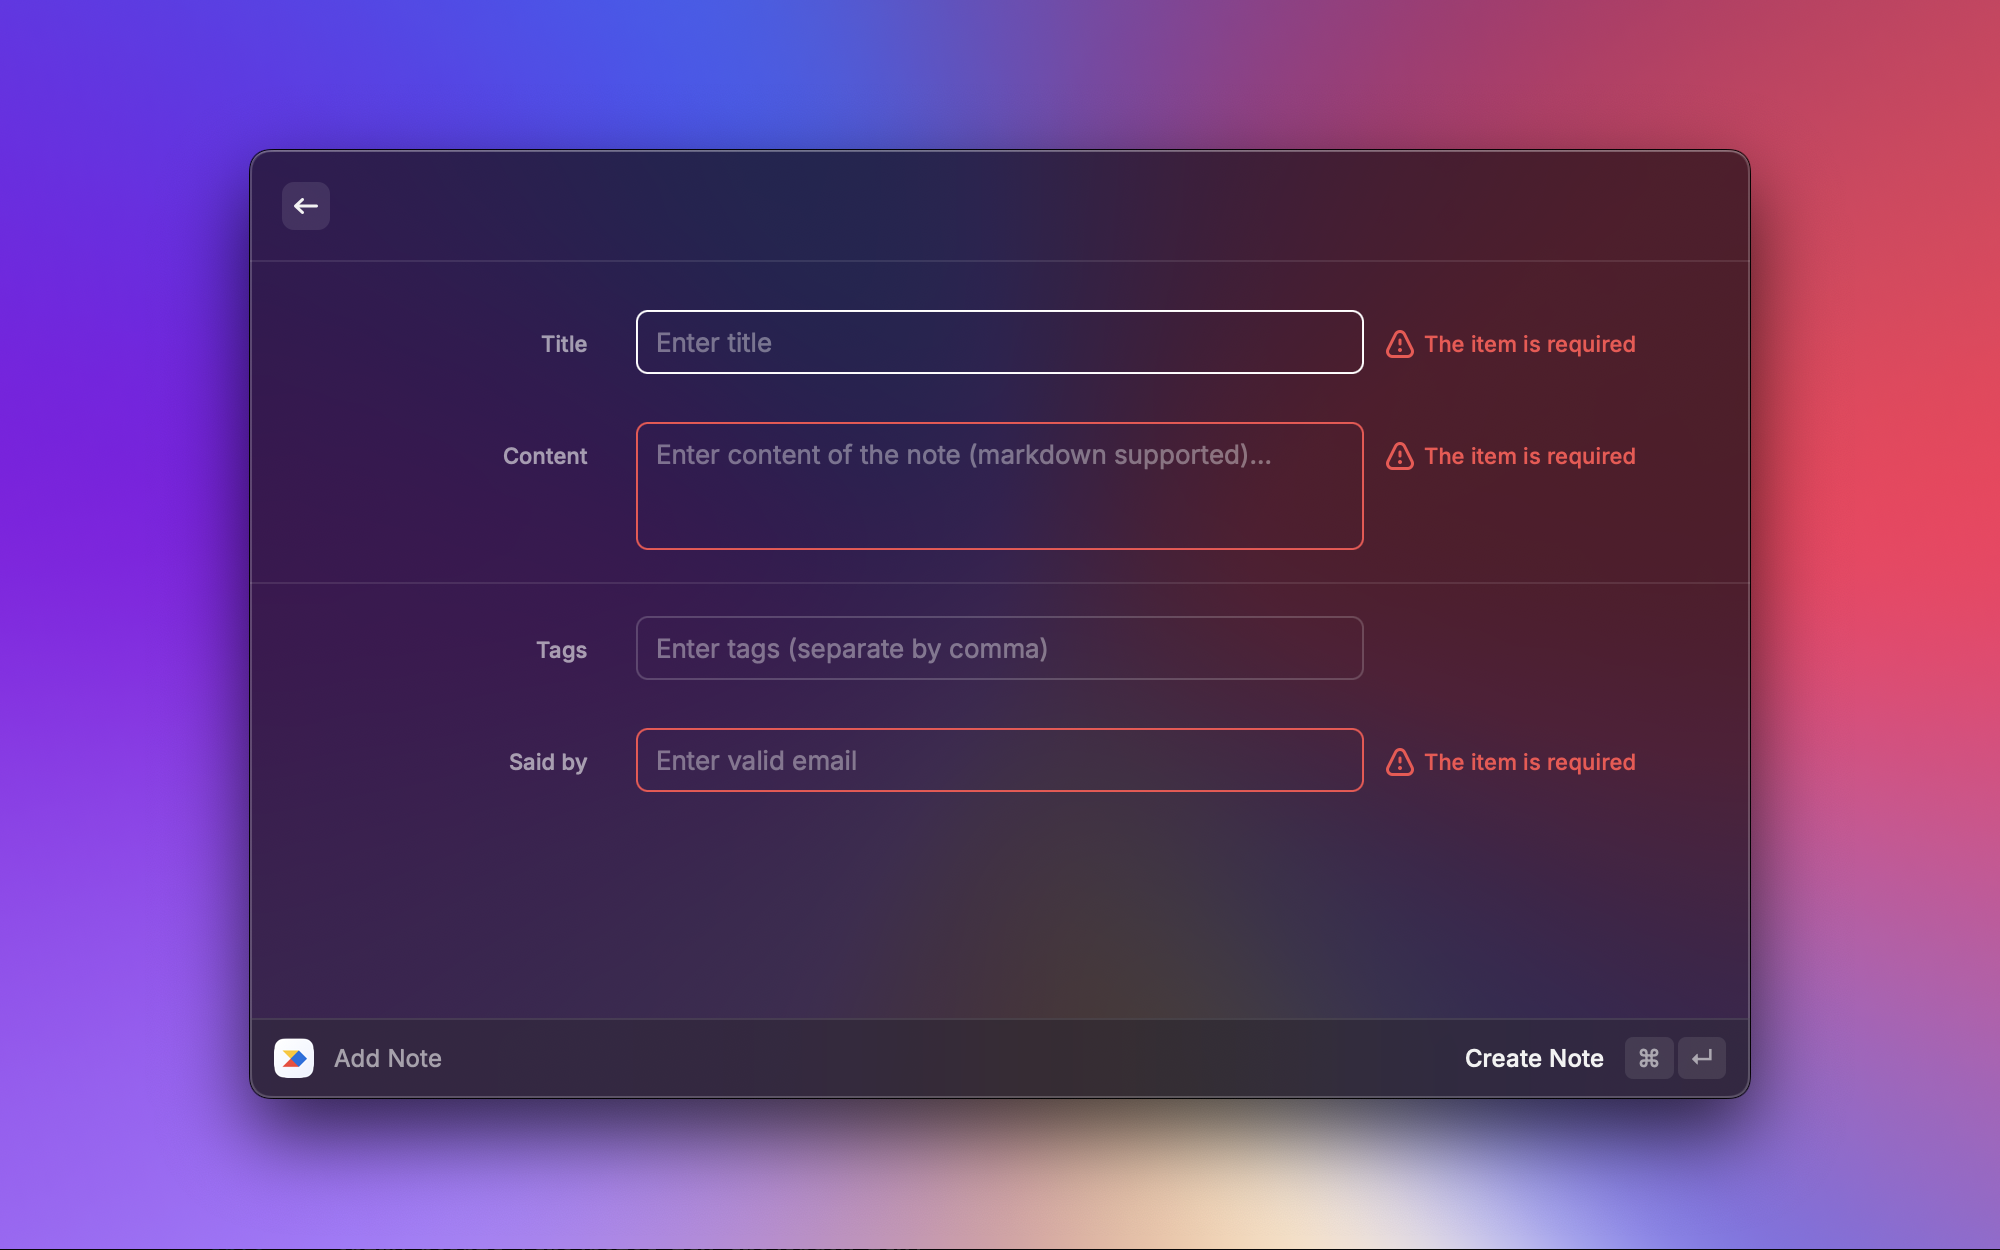 Title
Enter title
The item is required
Content
Enter content of the note (markdown supported)...
The item is required
Tags
Enter tags (separate by comma)
Said by
Enter valid email
The item is required
Add Note
Create Note ⌘ ↵